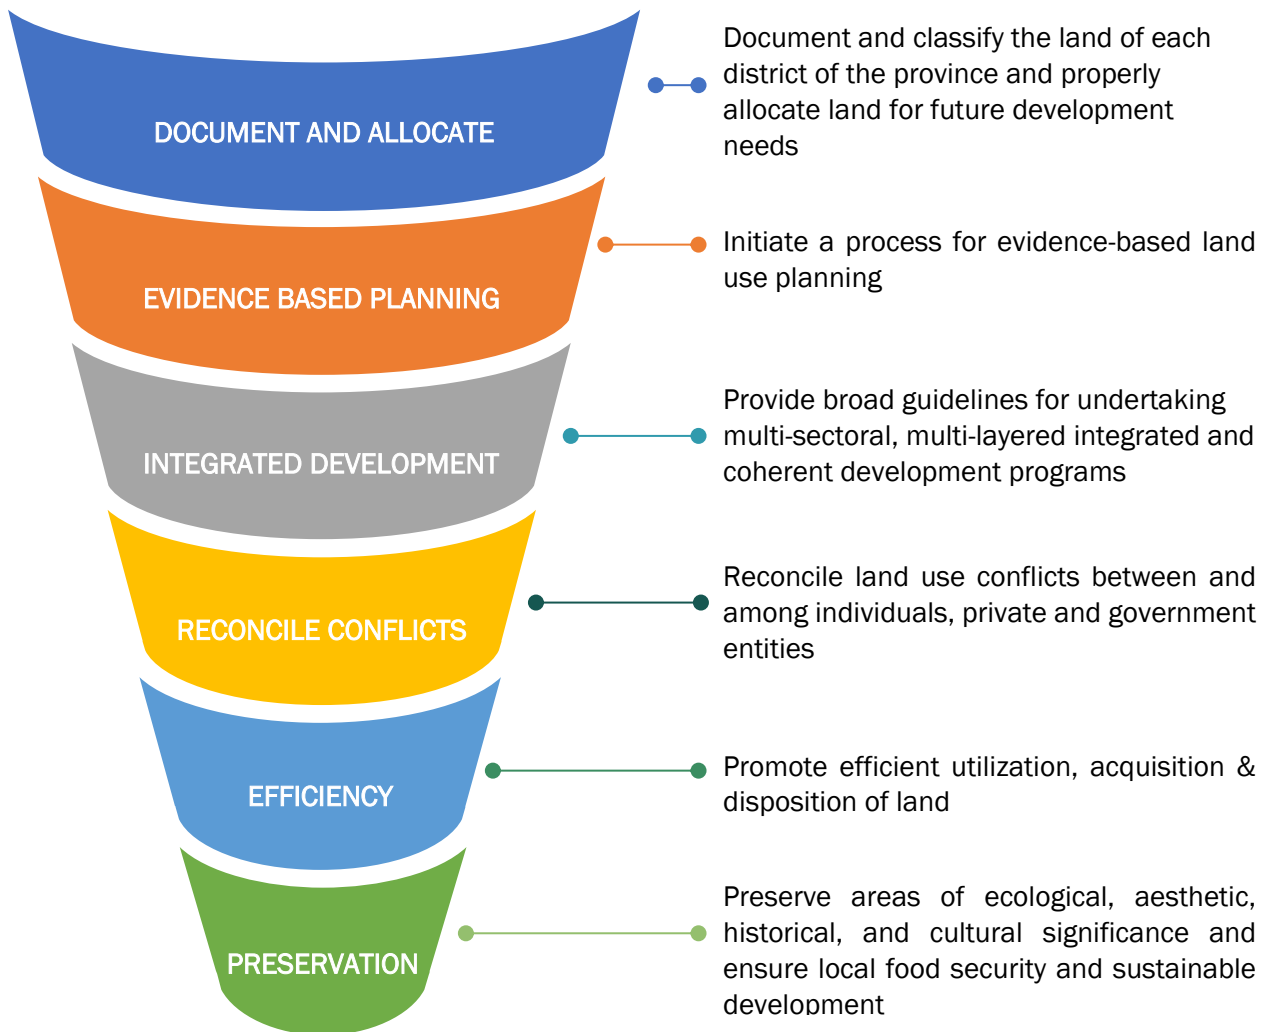 DOCUMENT AND ALLOCATE
Document and classify the land of each
district of the province and properly
allocate land for future development
needs
EVIDENCE BASED PLANNING
Initiate a process for evidence-based land
use planning
INTEGRATED DEVELOPMENT
Provide broad guidelines for undertaking
multi-sectoral, multi-layered integrated and
coherent development programs
RECONCILE CONFLICTS
Reconcile land use conflicts between and
among individuals, private and government
entities
EFFICIENCY
Promote efficient utilization, acquisition &
disposition of land
PRESERVATION
Preserve areas of ecological, aesthetic,
historical, and cultural significance and
ensure local food security and sustainable
development